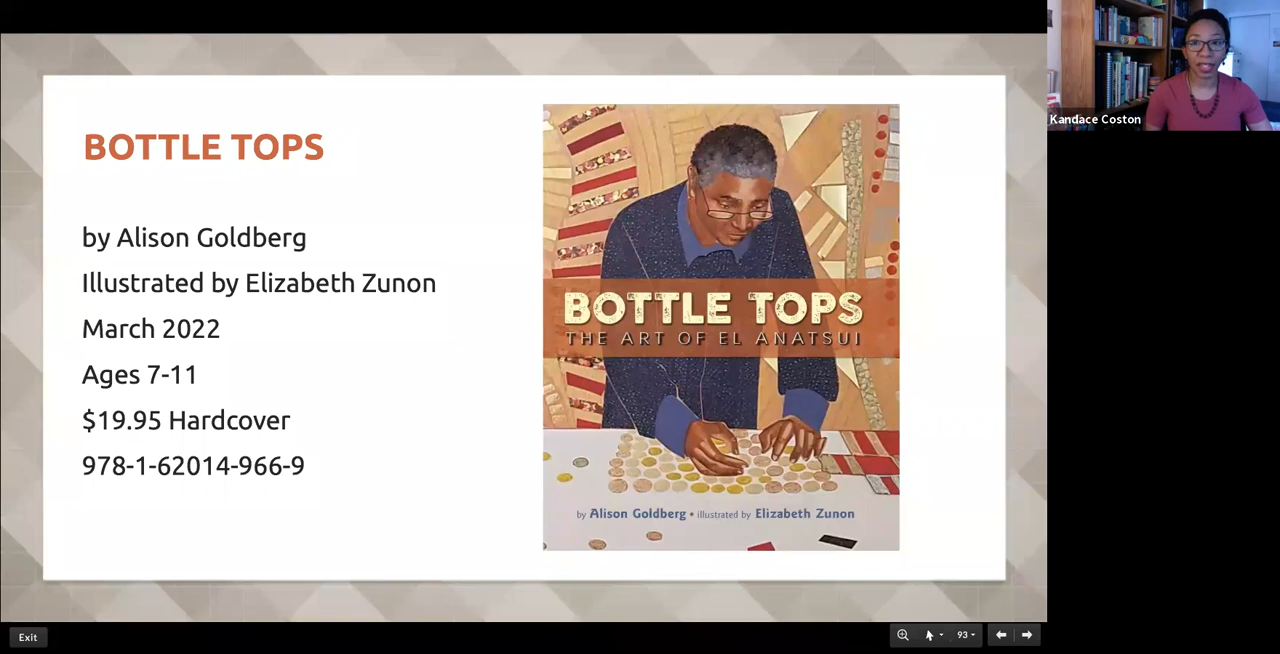 BOTTLE TOPS
by Alison Goldberg
Illustrated by Elizabeth Zunon
March 2022
Ages 7-11
$19.95 Hardcover
978-1-62014-966-9
BOTTLE TOPS
THE ART OF EL ANATSUI
by Alison Goldberg • illustrated by Elizabeth Zunon
Kandace Coston
Exit
93